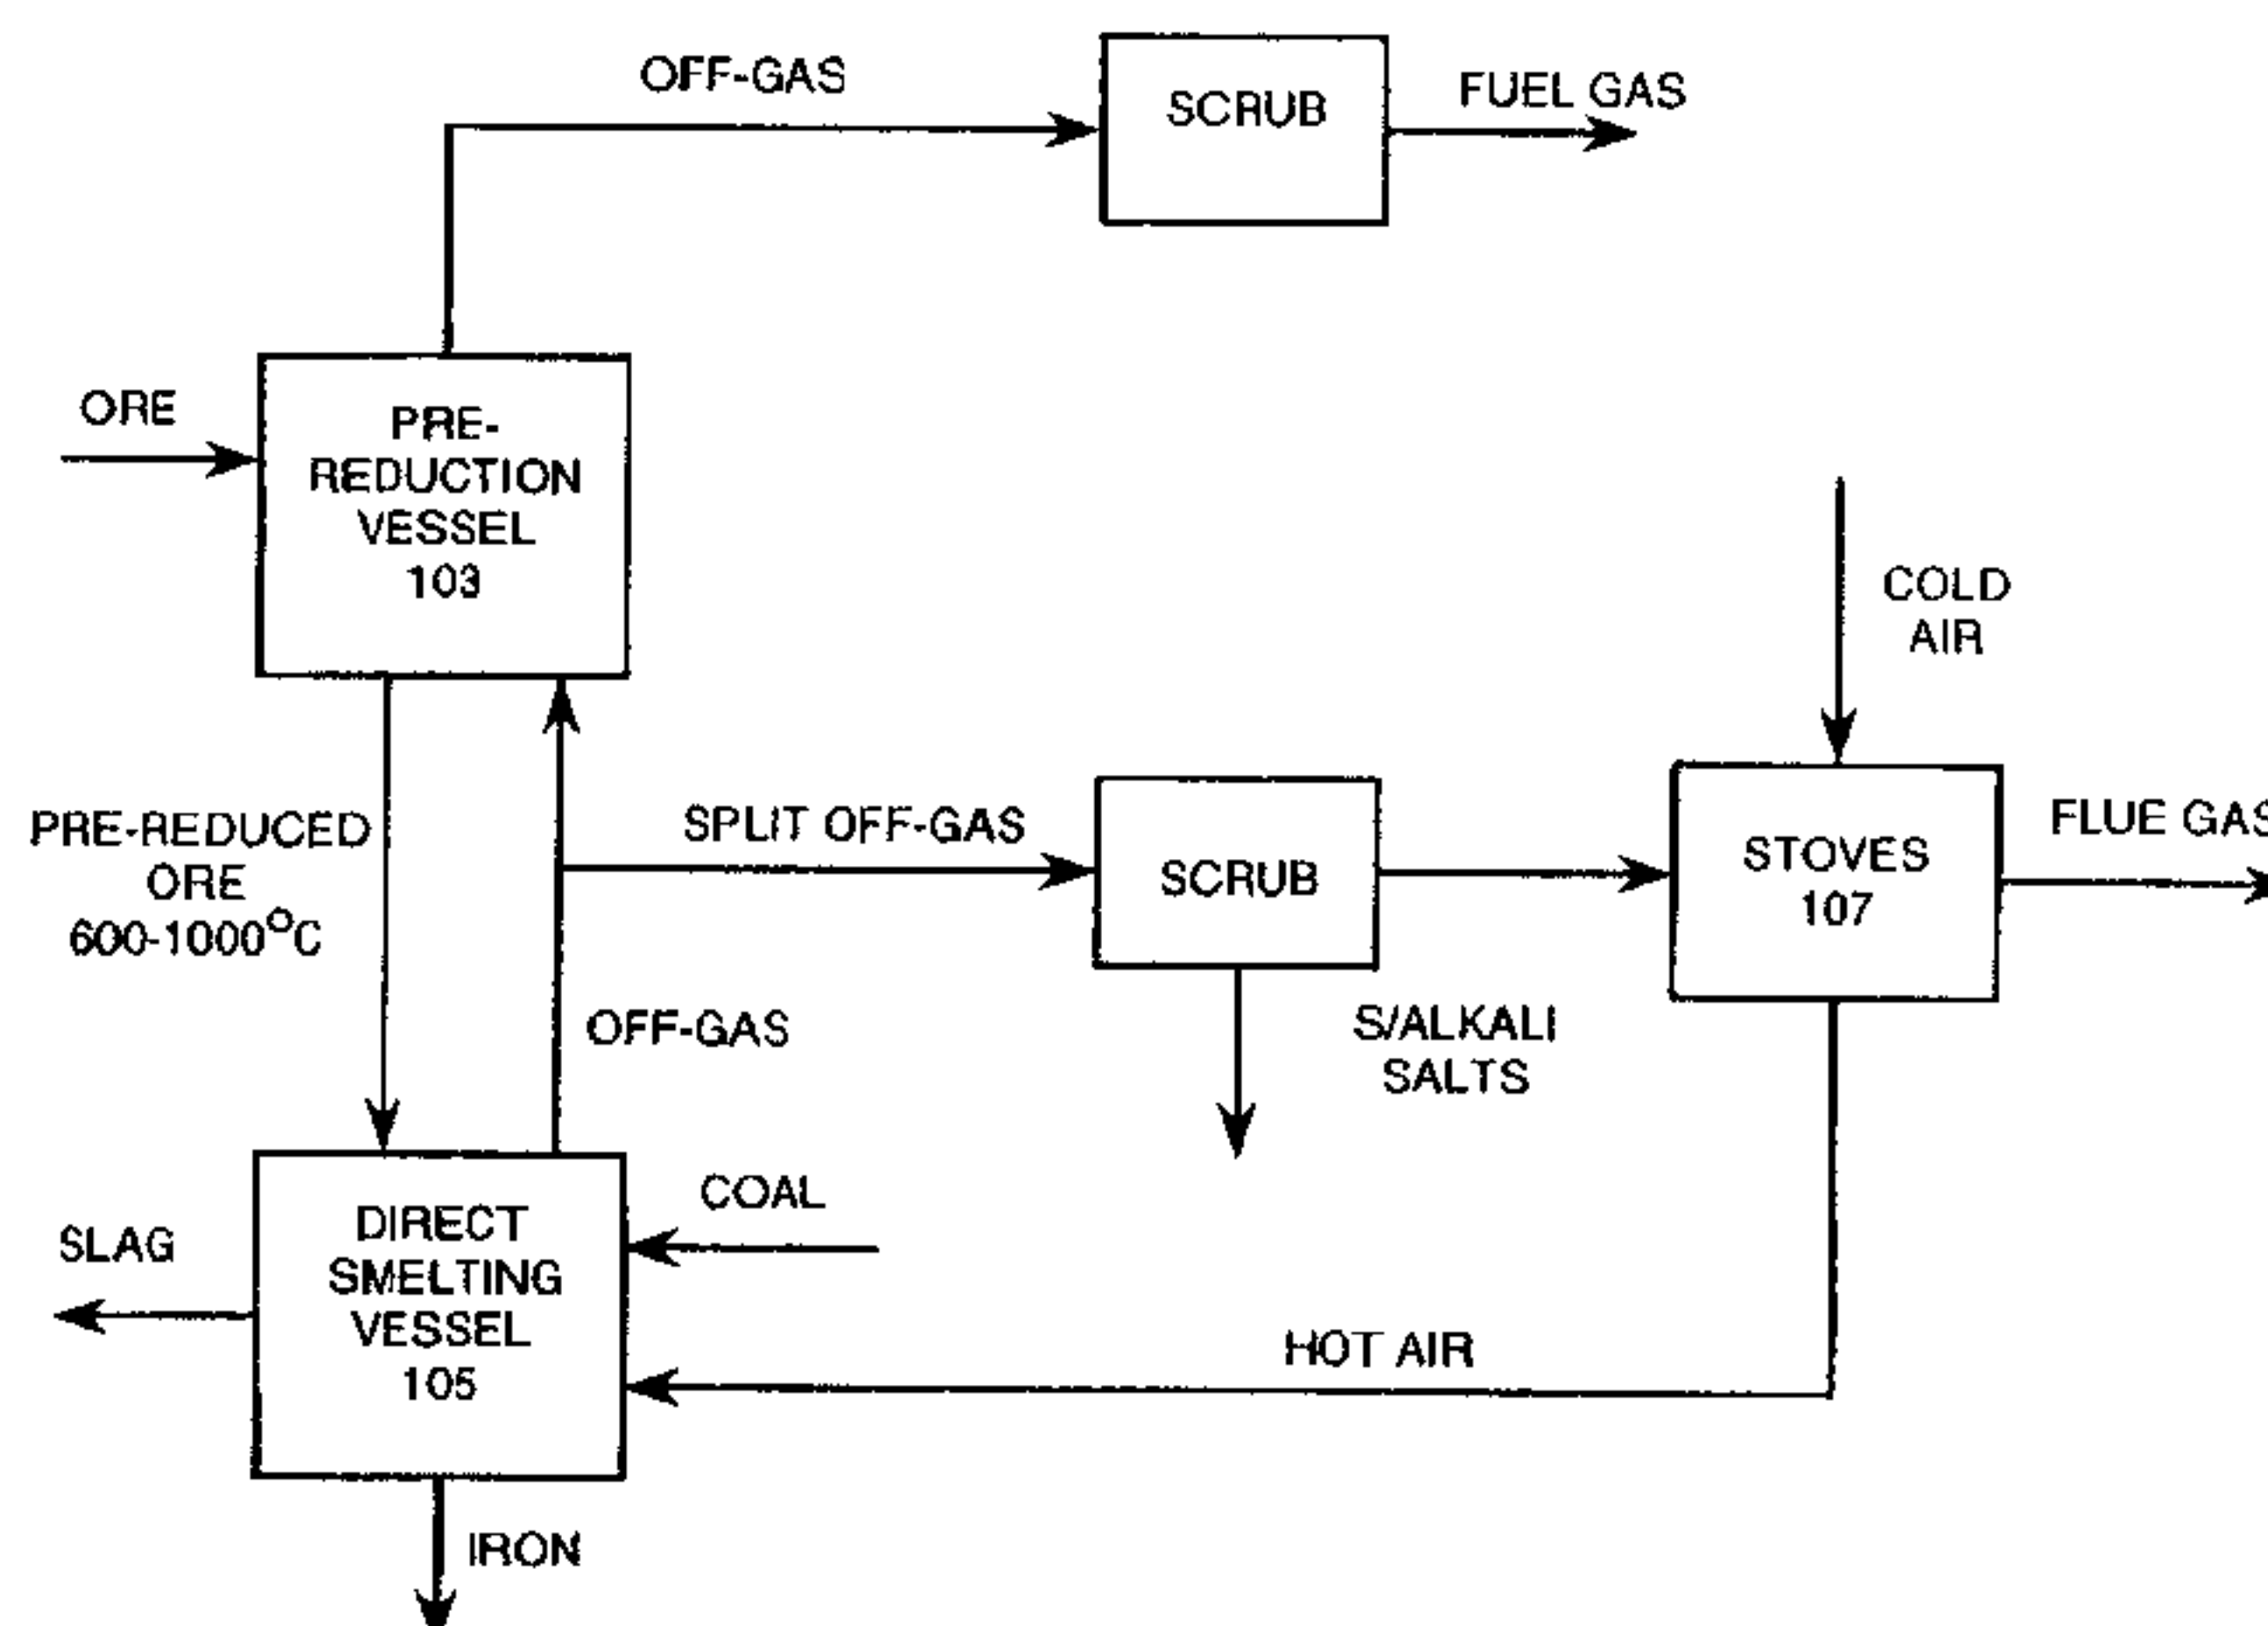 OFF-GAS
SCRUB
FUEL GAS
ORE
PRE-
REDUCTION
VESSEL
103
COLD
AIR
PRE-REDUCED
ORE
600-1000°C
SPLIT OFF-GAS
SCRUB
STOVES
107
FLUE GAS
OFF-GAS
S/ALKALI
SALTS
COAL
SLAG
DIRECT
SMELTING
VESSEL
105
HOT AIR
IRON